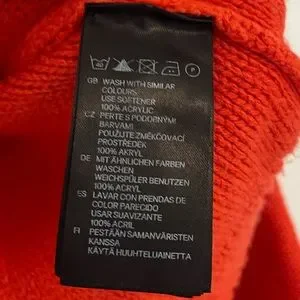 40 P
GB WASH WITH SIMILAR
COLOURS
USE SOFTENER
100% ACRYLIC
CZ PERTE S PODOBNÝMI
BARVAMI
POUŽIJTE ZMĚKČOVACÍ
PROSTŘEDEK
100% AKRYL
DE MIT ÄHNLICHEN FARBEN
WASCHEN
WEICHSPÜLER BENUTZEN
100% ACRYL
ES LAVAR CON PRENDAS DE
COLOR PARECIDO
USAR SUAVIZANTE
100% ACRIL
FI PESTÄÄN SAMANVÄRISTEN
KANSSA
KÄYTÄ HUUHTELUAINETTA